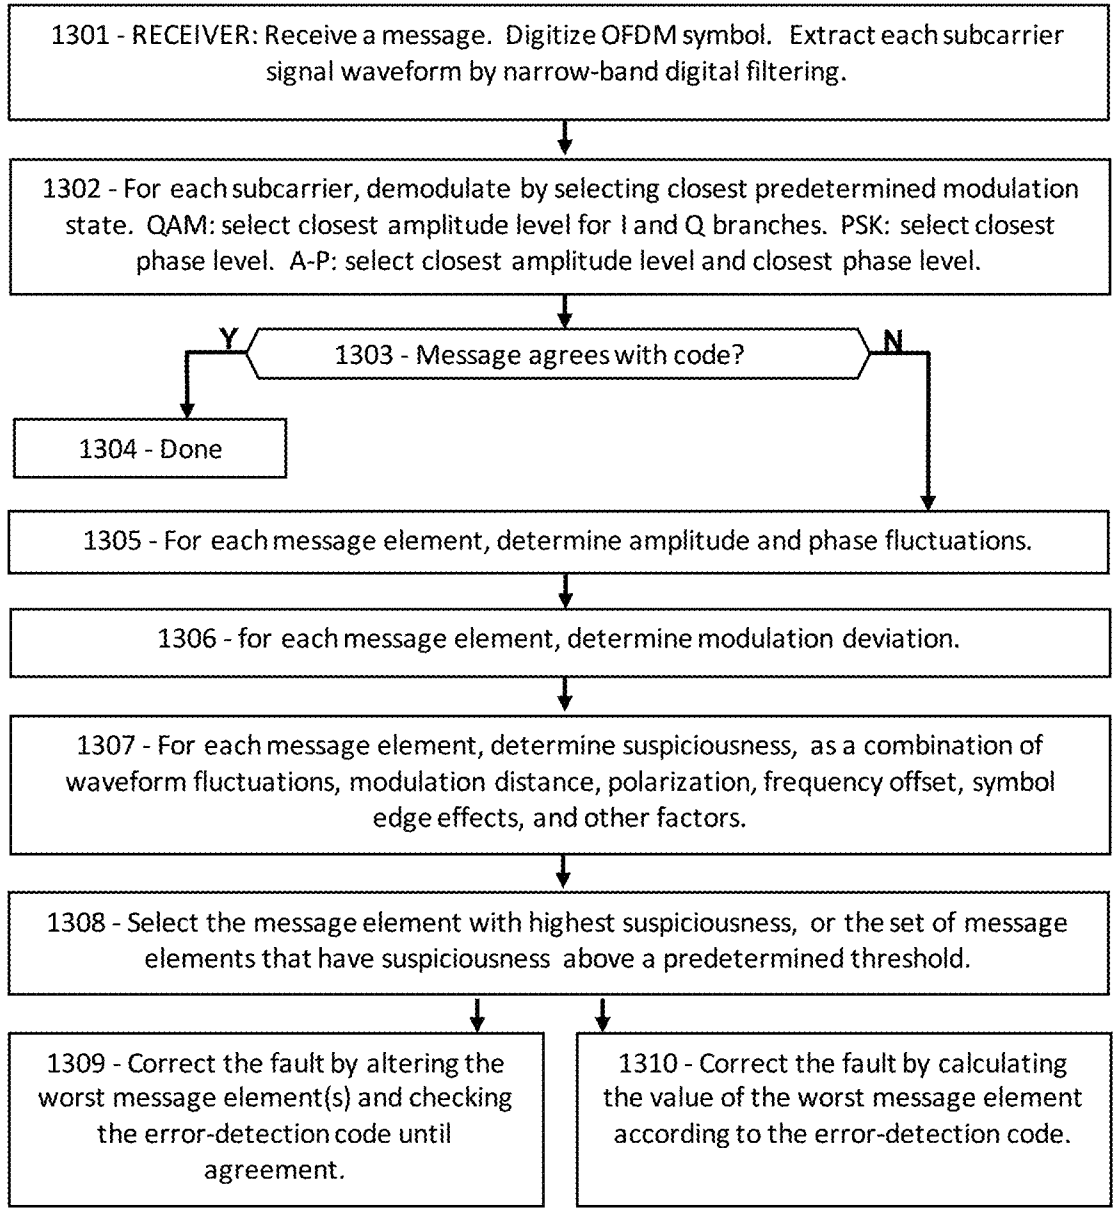 1301 - RECEIVER: Receive a message. Digitize OFDM symbol. Extract each subcarrier
signal waveform by narrow-band digital filtering.
1302 - For each subcarrier, demodulate by selecting closest predetermined modulation
state. QAM: select closest amplitude level for I and Q branches. PSK: select closest
phase level. A-P: select closest amplitude level and closest phase level.
Y
1303 - Message agrees with code?
N
1304 - Done
1305 - For each message element, determine amplitude and phase fluctuations.
1306 - for each message element, determine modulation deviation.
1307 - For each message element, determine suspiciousness, as a combination of
waveform fluctuations, modulation distance, polarization, frequency offset, symbol
edge effects, and other factors.
1308 - Select the message element with highest suspiciousness, or the set of message
elements that have suspiciousness above a predetermined threshold.
1309 - Correct the fault by altering the
worst message element(s) and checking
the error-detection code until
agreement.
1310 - Correct the fault by calculating
the value of the worst message element
according to the error-detection code.